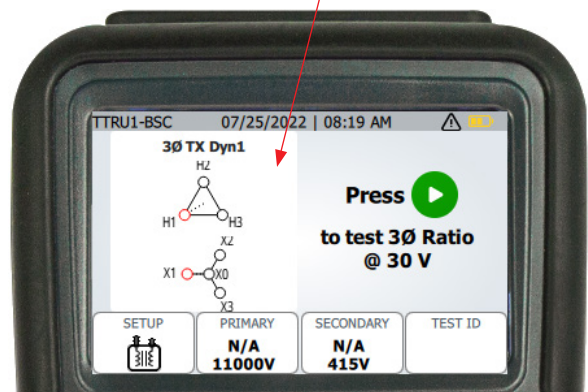 TTRU1-BSC 07/25/2022 | 08:19 AM
3Ø TX Dyn1
H2
H1 H3
X2
X1 X0
X3
Press
to test 3Ø Ratio
@ 30 V
SETUP PRIMARY SECONDARY TEST ID
N/A N/A
11000V 415V